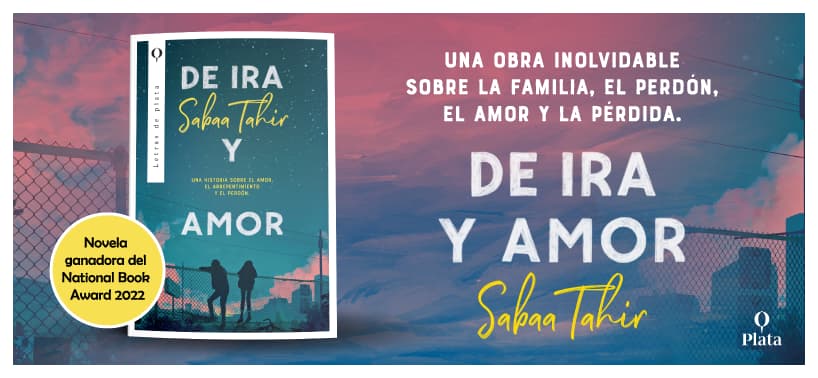 Letras de plata
DE IRA
Sabaa Tahir
Y
UNA HISTORIA SOBRE EL AMOR,
EL ARREPENTIMIENTO
Y EL PERDÓN.
AMOR
Novela
ganadora del
National Book
Award 2022
UNA OBRA INOLVIDABLE
SOBRE LA FAMILIA, EL PERDÓN,
EL AMOR Y LA PÉRDIDA.
DE IRA
Y AMOR
Sabaa Tahir
Plata